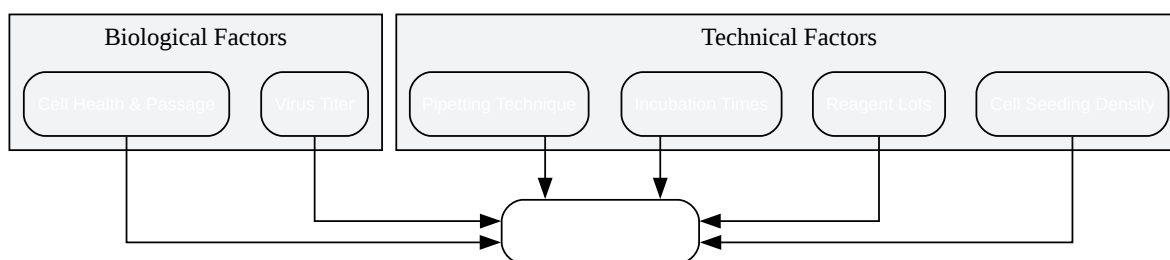 Biological Factors
Technical Factors
Cell Health & Passage
Virus Titer
Pipetting Technique
Incubation Times
Reagent Lots
Cell Seeding Density